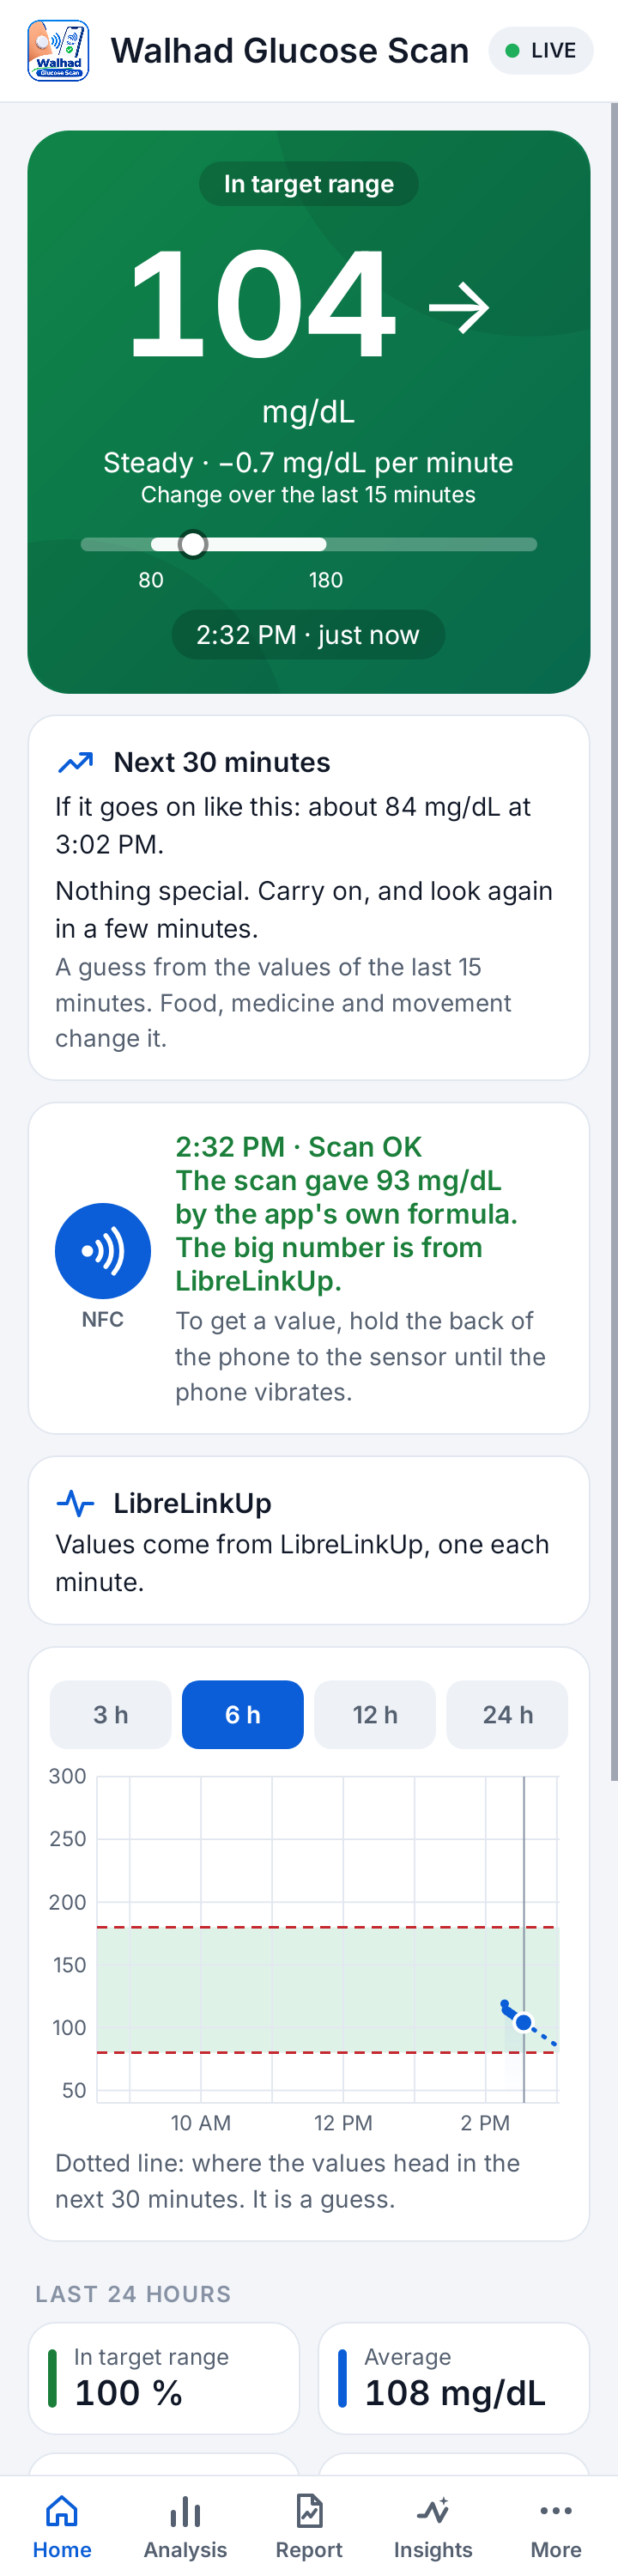 Walhad
Glucose Scan
Walhad Glucose Scan
LIVE
In target range
104 →
mg/dL
Steady · −0.7 mg/dL per minute
Change over the last 15 minutes
80
180
2:32 PM · just now
Next 30 minutes
If it goes on like this: about 84 mg/dL at
3:02 PM.
Nothing special. Carry on, and look again
in a few minutes.
A guess from the values of the last 15
minutes. Food, medicine and movement
change it.
2:32 PM · Scan OK
The scan gave 93 mg/dL
by the app's own formula.
The big number is from
LibreLinkUp.
NFC
To get a value, hold the back of
the phone to the sensor until the
phone vibrates.
LibreLinkUp
Values come from LibreLinkUp, one each
minute.
3 h
6 h
12 h
24 h
300
250
200
150
100
50
10 AM
12 PM
2 PM
Dotted line: where the values head in the
next 30 minutes. It is a guess.
LAST 24 HOURS
In target range
100 %
Average
108 mg/dL
Home
Analysis
Report
Insights
More